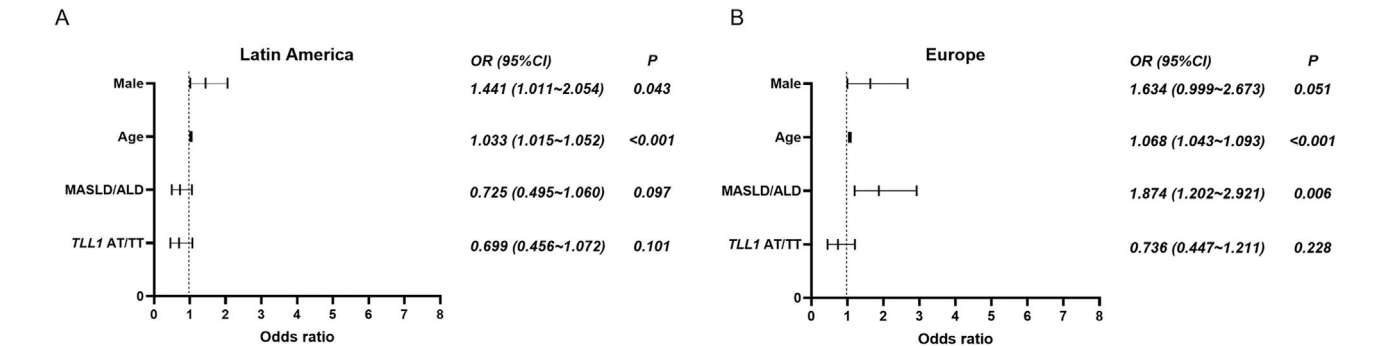 A
Latin America
OR (95%CI) P
Male 1.441 (1.011~2.054) 0.043
Age 1.033 (1.015~1.052) <0.001
MASLD/ALD 0.725 (0.495~1.060) 0.097
TLL1 AT/TT 0.699 (0.456~1.072) 0.101
0
0 1 2 3 4 5 6 7 8
Odds ratio
B
Europe
OR (95%CI) P
Male 1.634 (0.999~2.673) 0.051
Age 1.068 (1.043~1.093) <0.001
MASLD/ALD 1.874 (1.202~2.921) 0.006
TLL1 AT/TT 0.736 (0.447~1.211) 0.228
0
0 1 2 3 4 5 6 7 8
Odds ratio